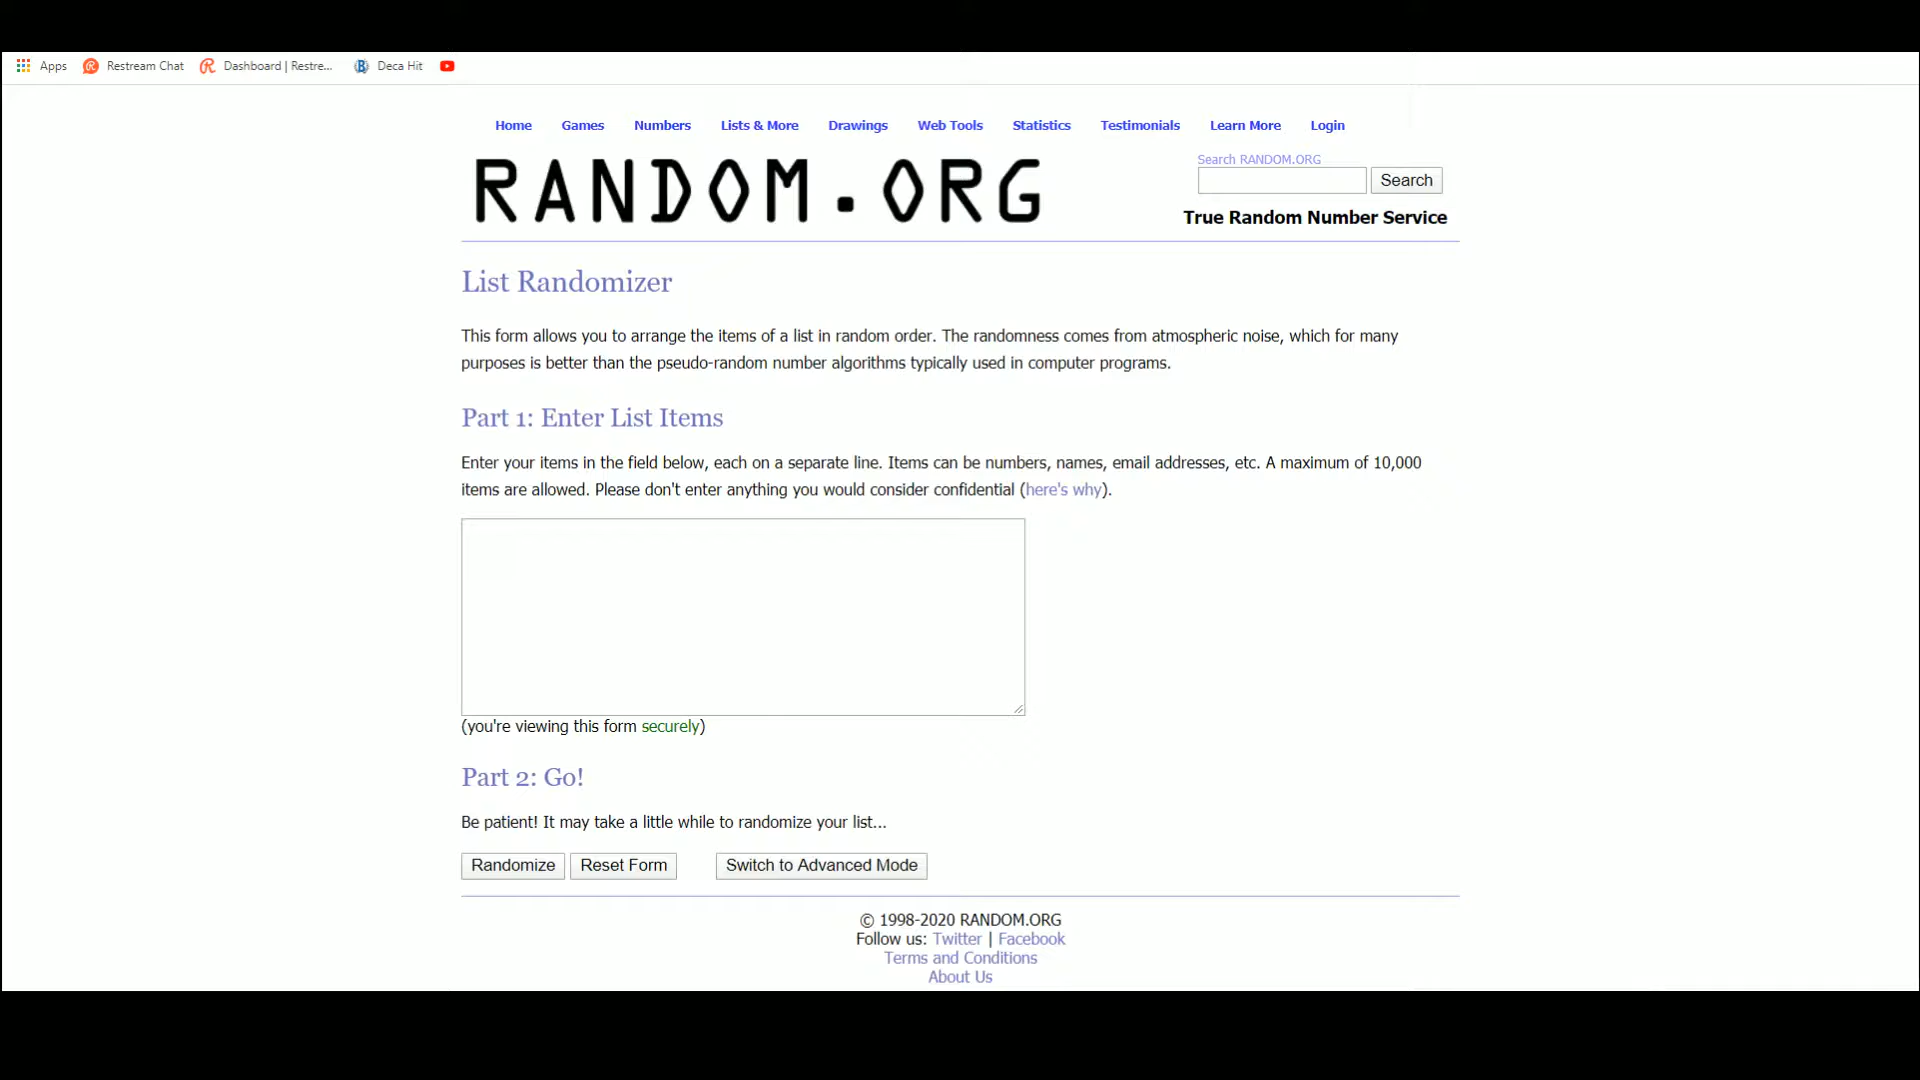 Apps Restream Chat Dashboard | Restre... Deca Hit
Home Games Numbers Lists & More Drawings Web Tools Statistics Testimonials Learn More Login
RANDOM.ORG
Search RANDOM.ORG
Search
True Random Number Service
List Randomizer
This form allows you to arrange the items of a list in random order. The randomness comes from atmospheric noise, which for many
purposes is better than the pseudo-random number algorithms typically used in computer programs.
Part 1: Enter List Items
Enter your items in the field below, each on a separate line. Items can be numbers, names, email addresses, etc. A maximum of 10,000
items are allowed. Please don't enter anything you would consider confidential (here's why).
(you're viewing this form securely)
Part 2: Go!
Be patient! It may take a little while to randomize your list...
Randomize Reset Form Switch to Advanced Mode
© 1998-2020 RANDOM.ORG
Follow us: Twitter | Facebook
Terms and Conditions
About Us